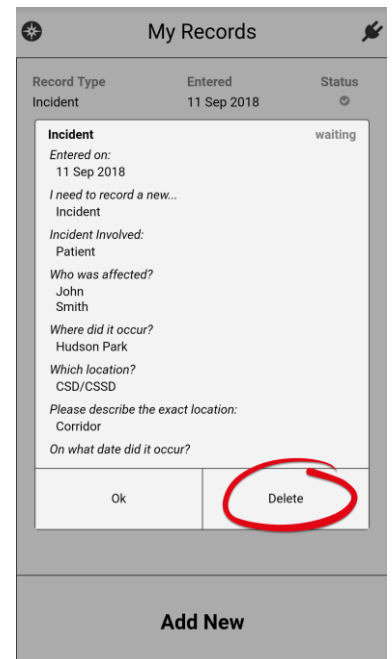 My Records
Record Type Entered Status
Incident 11 Sep 2018
Incident waiting
Entered on:
11 Sep 2018
I need to record a new...
Incident
Incident Involved:
Patient
Who was affected?
John
Smith
Where did it occur?
Hudson Park
Which location?
CSD/CSSD
Please describe the exact location:
Corridor
On what date did it occur?
Ok Delete
Add New